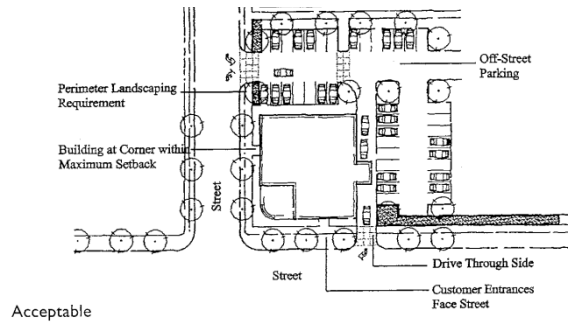 Off-Street
Parking
Perimeter Landscaping
Requirement
Building at Corner within
Maximum Setback
Street
Street
Drive Through Side
Customer Entrances
Face Street
Acceptable